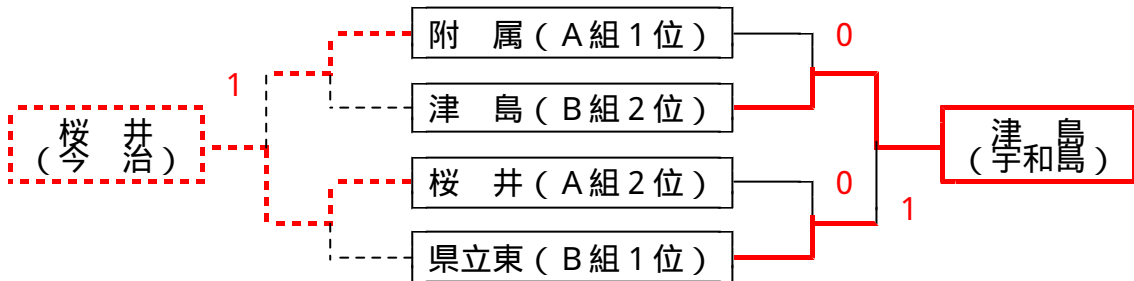 附　属（Ａ組１位）
0
1
津　島（Ｂ組２位）
桜　井
（今　治）
津　島
（宇和島）
桜　井（Ａ組２位）
0
1
県立東（Ｂ組１位）